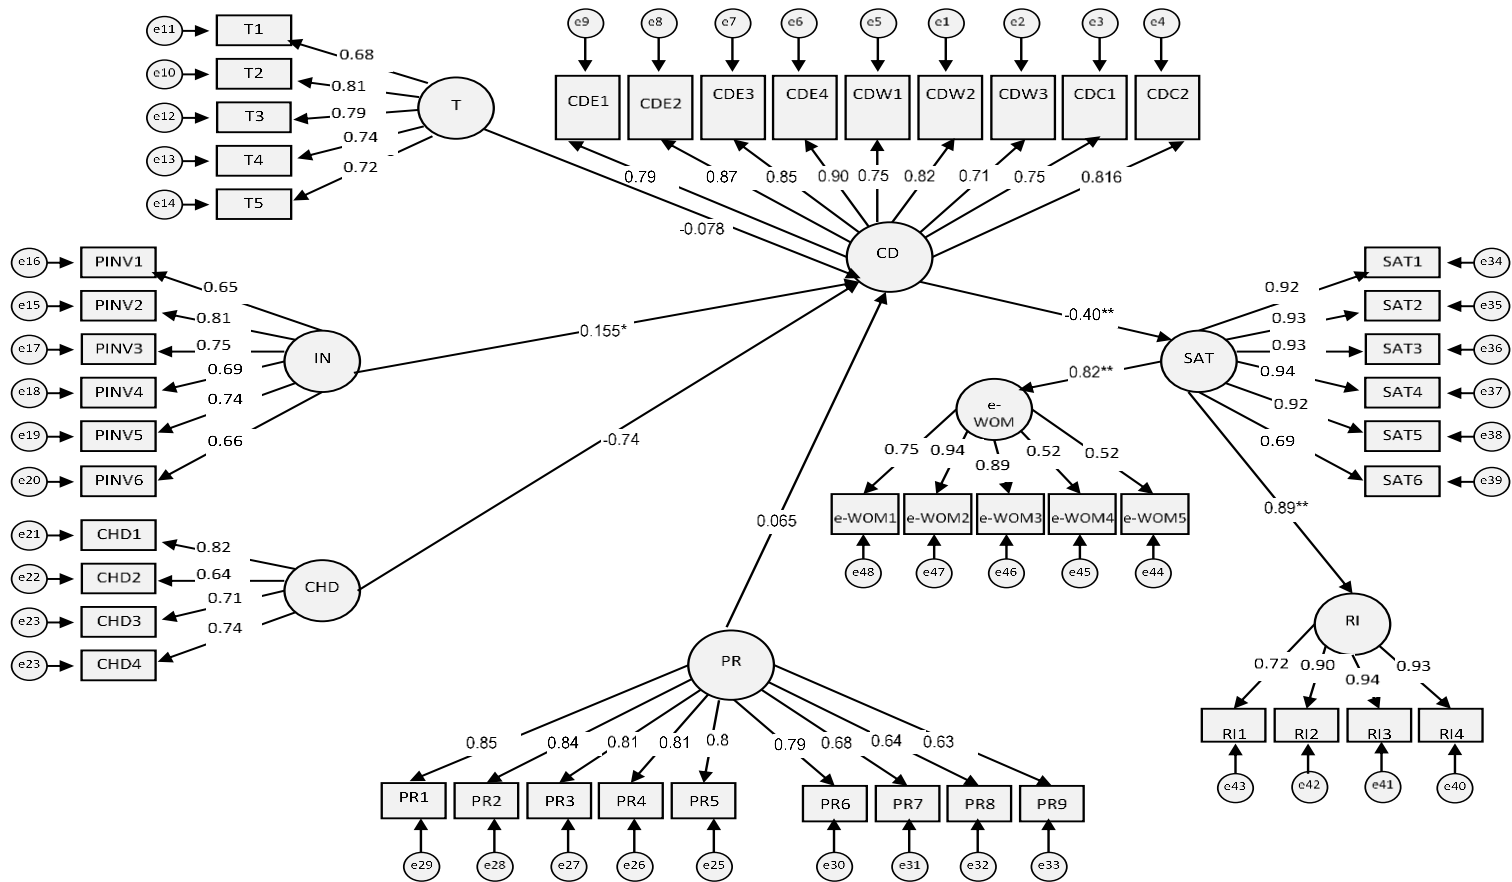 e11 T1
0.68
e10 T2
0.81
e12 T3
0.79
e13 T4
0.74
e14 T5
0.72
T
e9 e8 e7 e6 e5 e1 e2 e3 e4
CDE1 CDE2 CDE3 CDE4 CDW1 CDW2 CDW3 CDC1 CDC2
0.79 0.87 0.85 0.90 0.75 0.82 0.71 0.75 0.816
-0.078
CD
e16 PINV1
0.65
e15 PINV2
0.81
e17 PINV3
0.75
e18 PINV4
0.69
e19 PINV5
0.74
e20 PINV6
0.66
IN
0.155*
-0.40**
SAT
0.92
SAT1 e34
0.93
SAT2 e35
0.93
SAT3 e36
0.94
SAT4 e37
0.92
SAT5 e38
0.69
SAT6 e39
0.82**
e-
WOM
0.75 0.94 0.89 0.52 0.52
e-WOM1 e-WOM2 e-WOM3 e-WOM4 e-WOM5
e48 e47 e46 e45 e44
-0.74
0.89**
e21 CHD1
0.82
e22 CHD2
0.64
e23 CHD3
0.71
e23 CHD4
0.74
CHD
0.065
PR
0.85 0.84 0.81 0.81 0.8 0.79 0.68 0.64 0.63
PR1 PR2 PR3 PR4 PR5 PR6 PR7 PR8 PR9
e29 e28 e27 e26 e25 e30 e31 e32 e33
RI
0.72 0.90 0.94 0.93
RI1 RI2 RI3 RI4
e43 e42 e41 e40